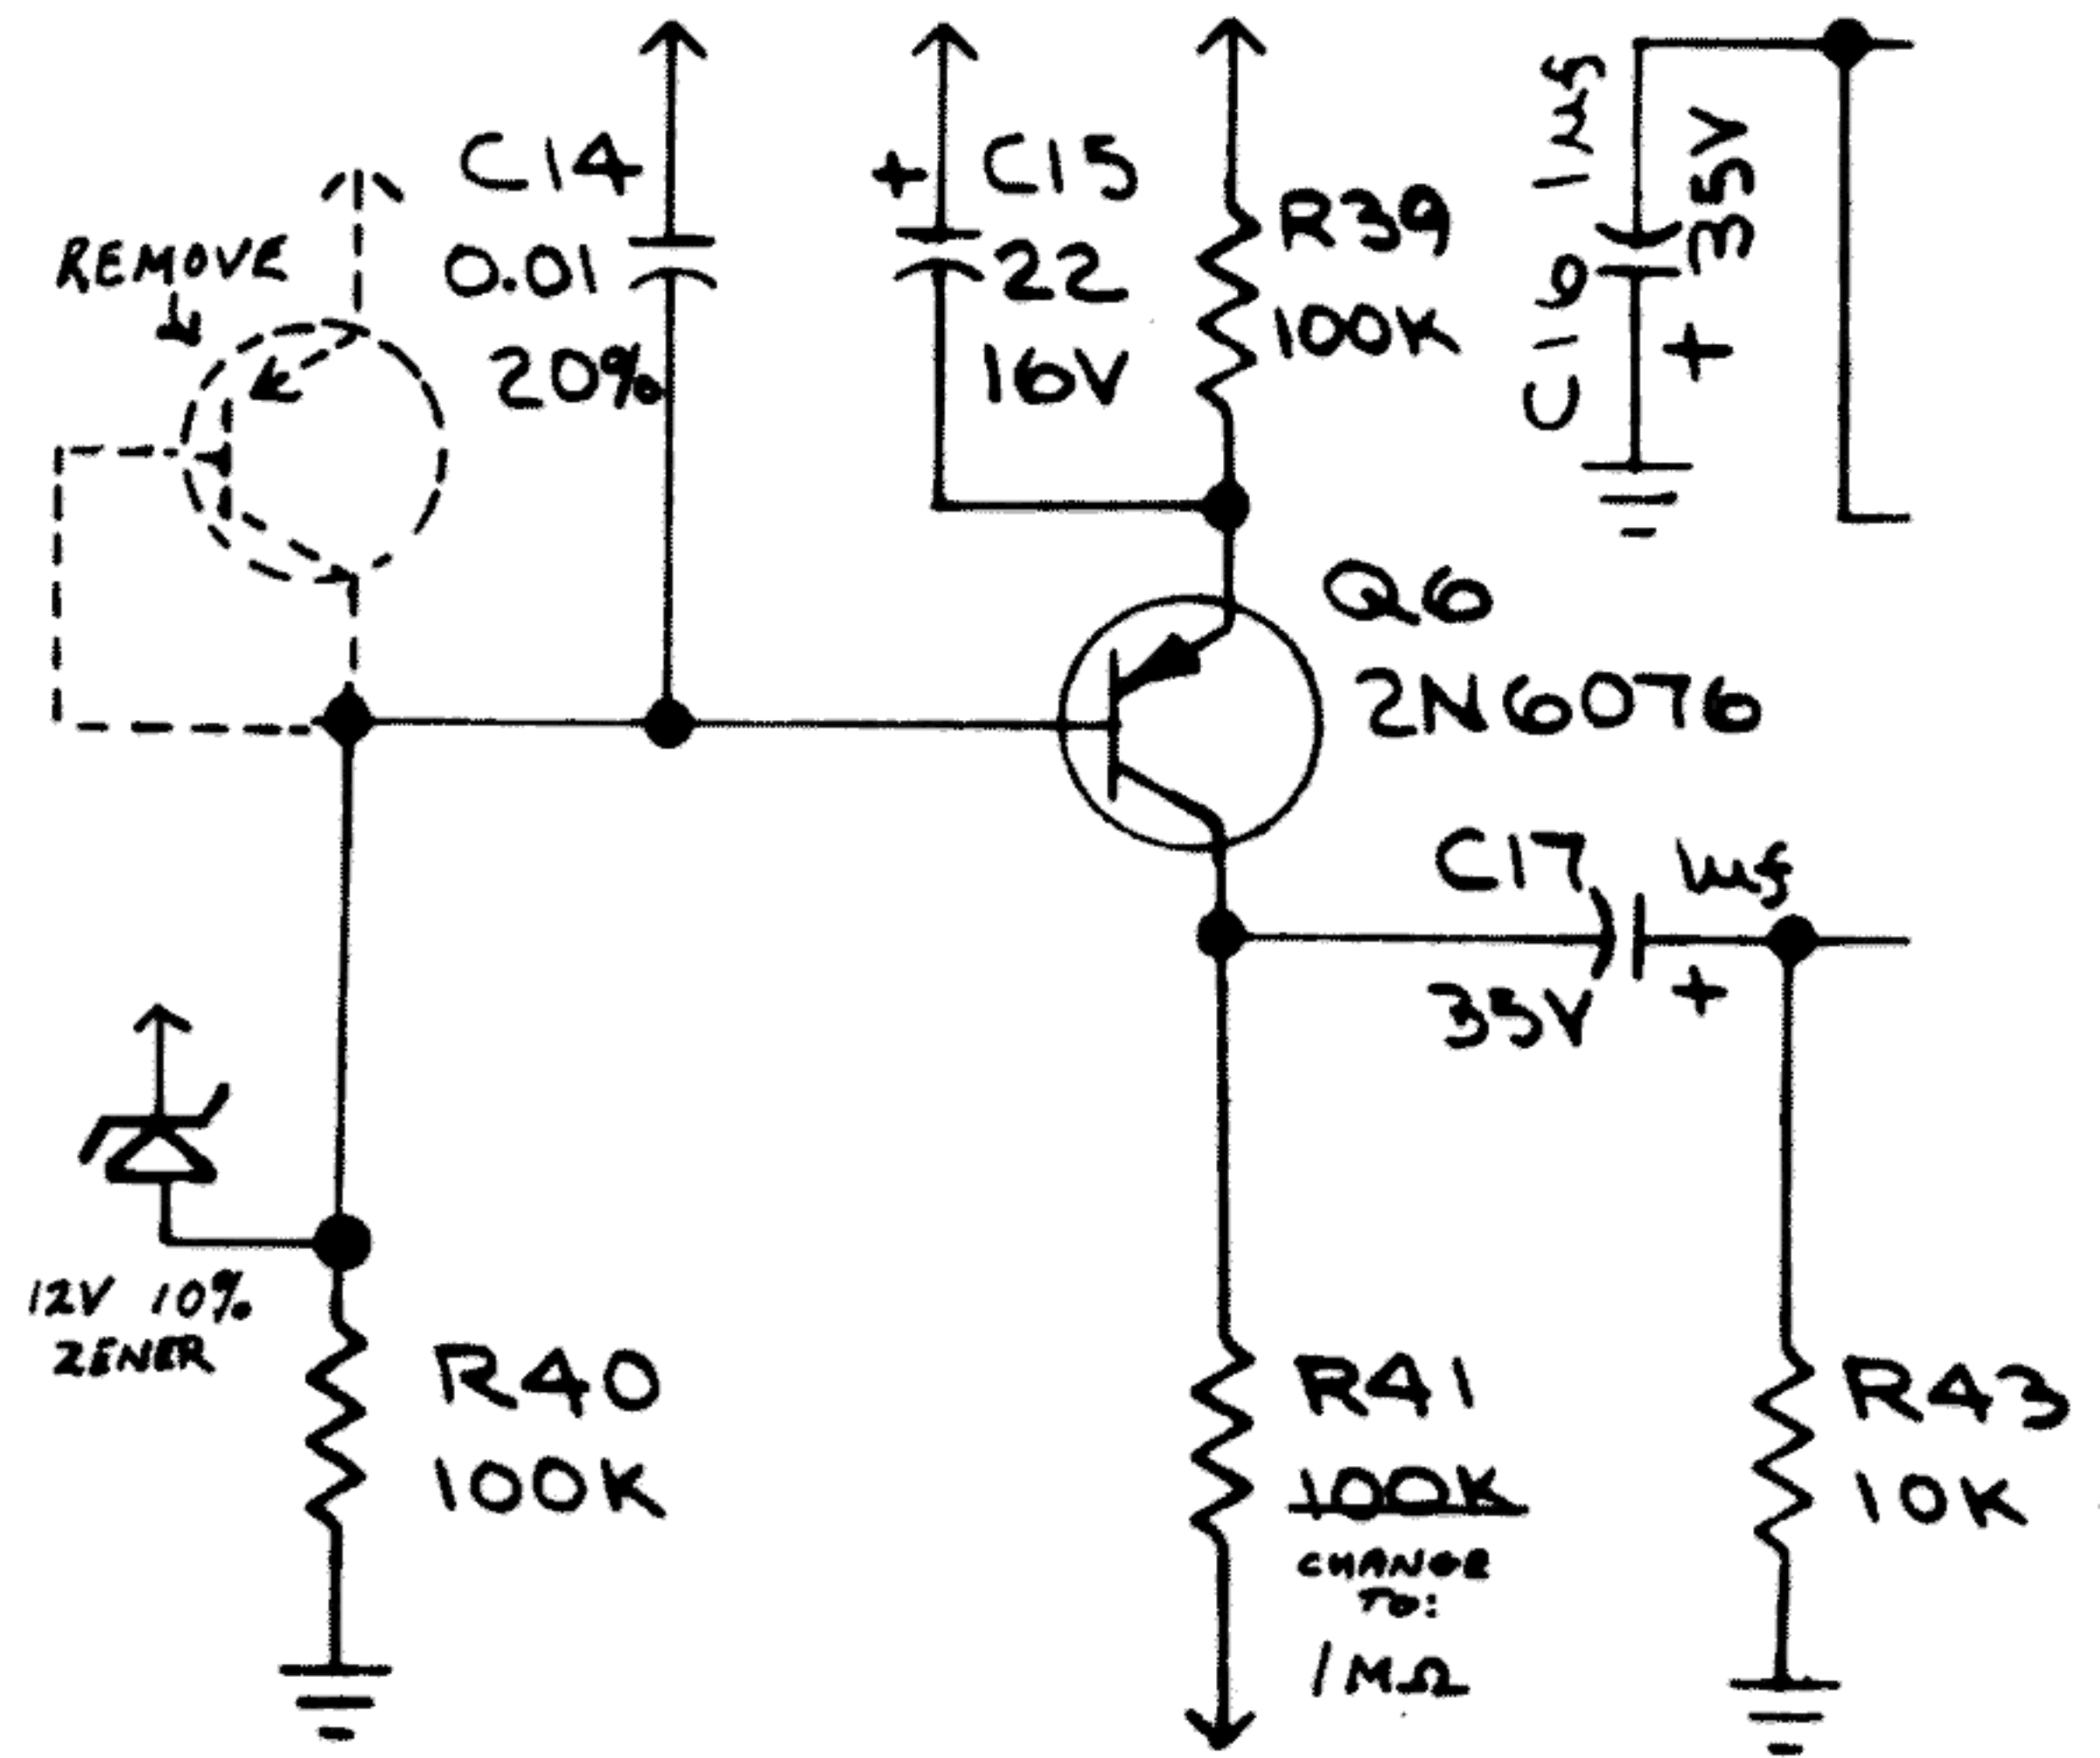 REMOVE
C14
0.01
20%
+ C15
22
16V
R39
100K
C19 1µf
35V
+
Q6
2N6076
C17 1µf
35V +
12V 10%
ZENER
R40
100K
R41
100K
CHANGE
TO:
1MΩ
R43
10K